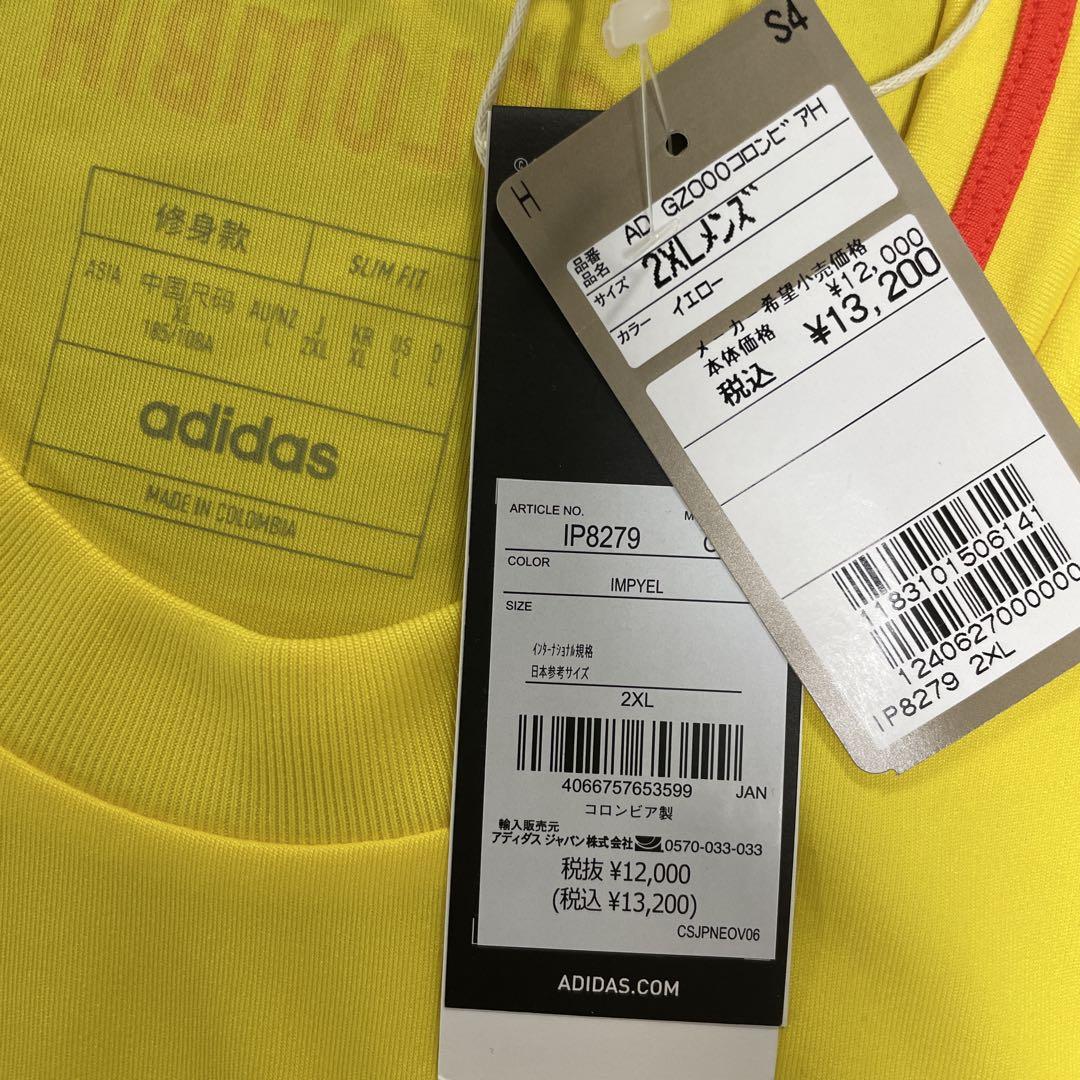 修身款
SLIM FIT
ASIA 中国代码 AU/NZ J KR US D
XL L 2XL XL L L
adidas
MADE IN COLOMBIA
ARTICLE NO.
IP8279
COLOR
IMPYEL
SIZE
ｲﾝﾀｰﾅｼｮﾅﾙ規格
日本参考サイズ
2XL
4066757653599 JAN
コロンビア製
輸入販売元
アディダス ジャパン株式会社 0570-033-033
税抜 ¥12,000
(税込 ¥13,200)
CSJPNEOV06
ADIDAS.COM
S4
H
品番 AD GZ000コロンビﾞアH
品名
サイズ 2XLメンズ
カラー イエロー
メーカー希望小売価格
本体価格 ¥12,000
税込 ¥13,200
1183101506141
1240627000000
IP8279 2XL